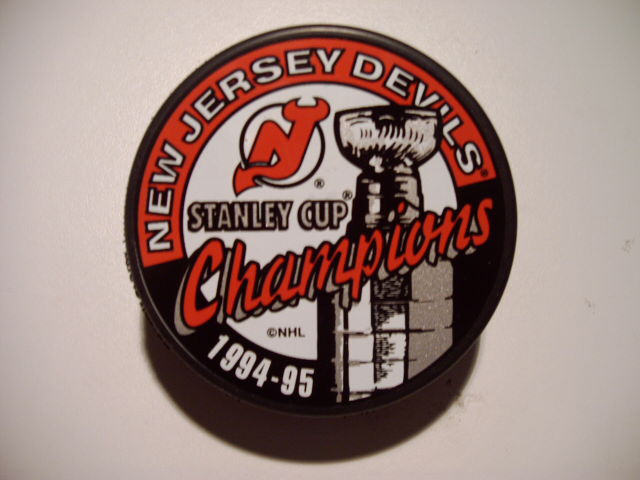 NEW JERSEY DEVILS®
®
STANLEY CUP®
Champions
©NHL
1994-95